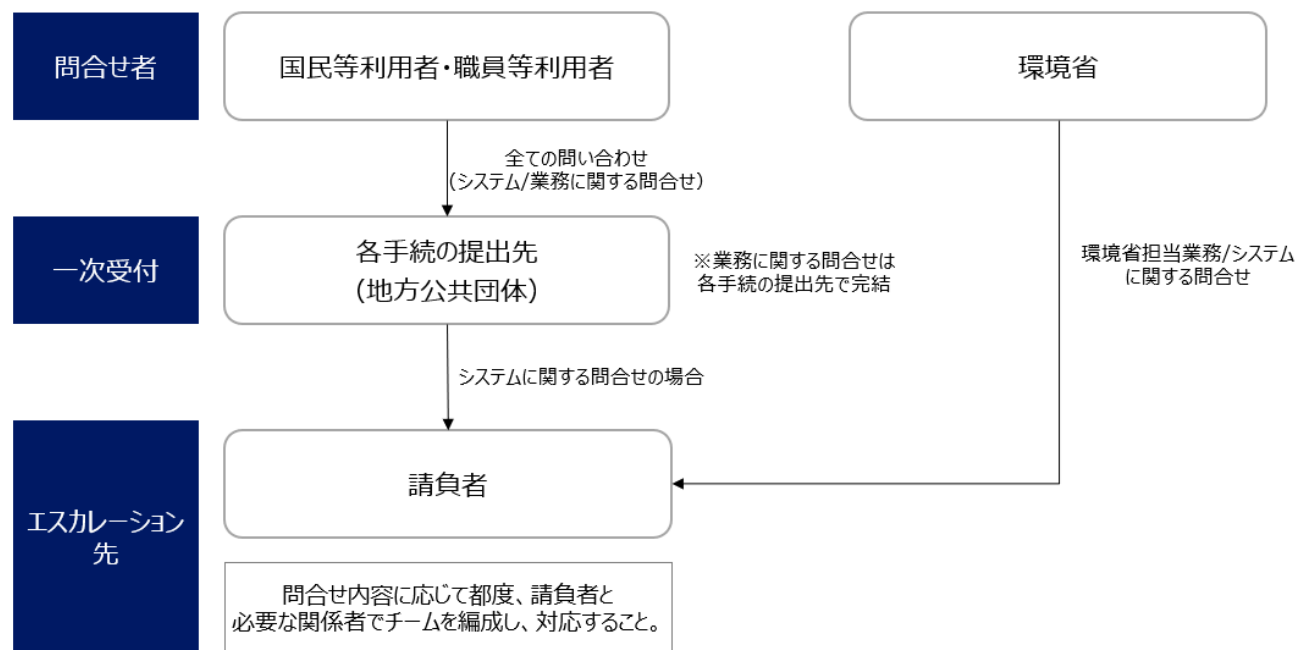 問合せ者
国民等利用者・職員等利用者
環境省
全ての問い合わせ
(システム/業務に関する問合せ)
一次受付
各手続の提出先
(地方公共団体)
※業務に関する問合せは
各手続の提出先で完結
環境省担当業務/システム
に関する問合せ
システムに関する問合せの場合
エスカレーション
先
請負者
問合せ内容に応じて都度、請負者と
必要な関係者でチームを編成し、対応すること。